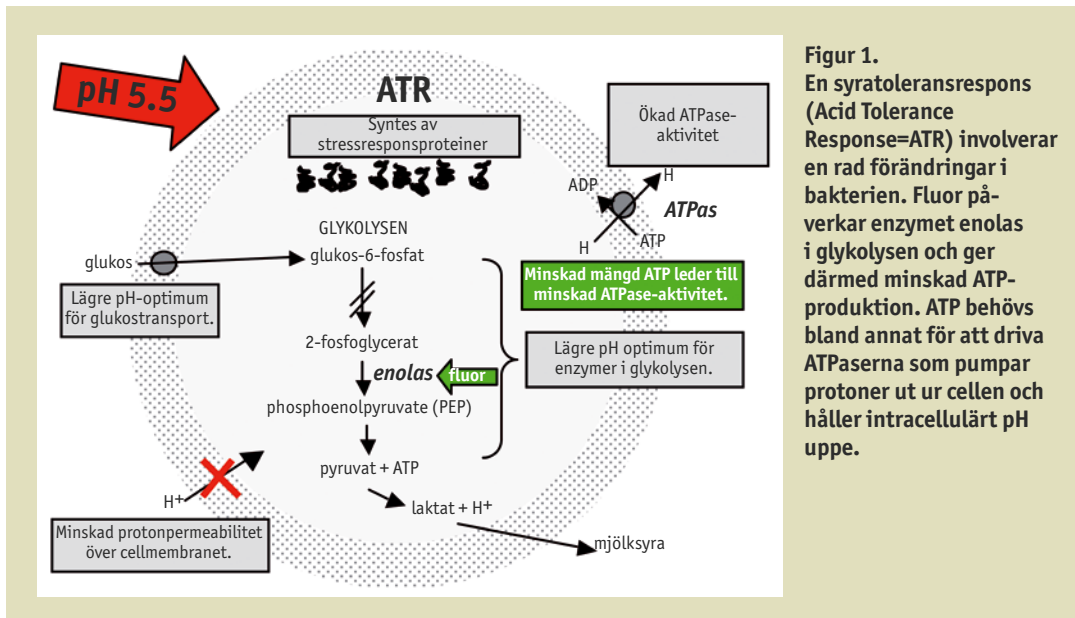 pH 5.5
ATR
Syntes av
stressresponsproteiner
Ökad ATPase-
aktivitet
ADP
H
ATPas
H
ATP
GLYKOLYSEN
glukos
glukos-6-fosfat
Minskad mängd ATP leder till
minskad ATPase-aktivitet.
Lägre pH-optimum
för glukostransport.
2-fosfoglycerat
enolas
fluor
Lägre pH optimum för
enzymer i glykolysen.
phosphoenolpyruvate (PEP)
pyruvat + ATP
H+
laktat + H+
Minskad protonpermeabilitet
över cellmembranet.
mjölksyra
Figur 1.
En syratoleransrespons
(Acid Tolerance
Response=ATR) involverar
en rad förändringar i
bakterien. Fluor på-
verkar enzymet enolas
i glykolysen och ger
därmed minskad ATP-
produktion. ATP behövs
bland annat för att driva
ATPaserna som pumpar
protoner ut ur cellen och
håller intracellulärt pH
uppe.